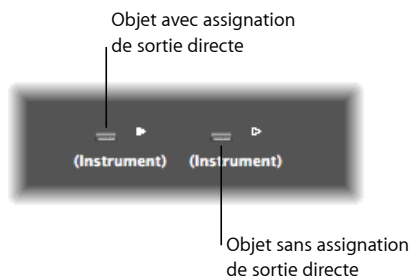 Objet avec assignation
de sortie directe
(Instrument) (Instrument)
Objet sans assignation
de sortie directe